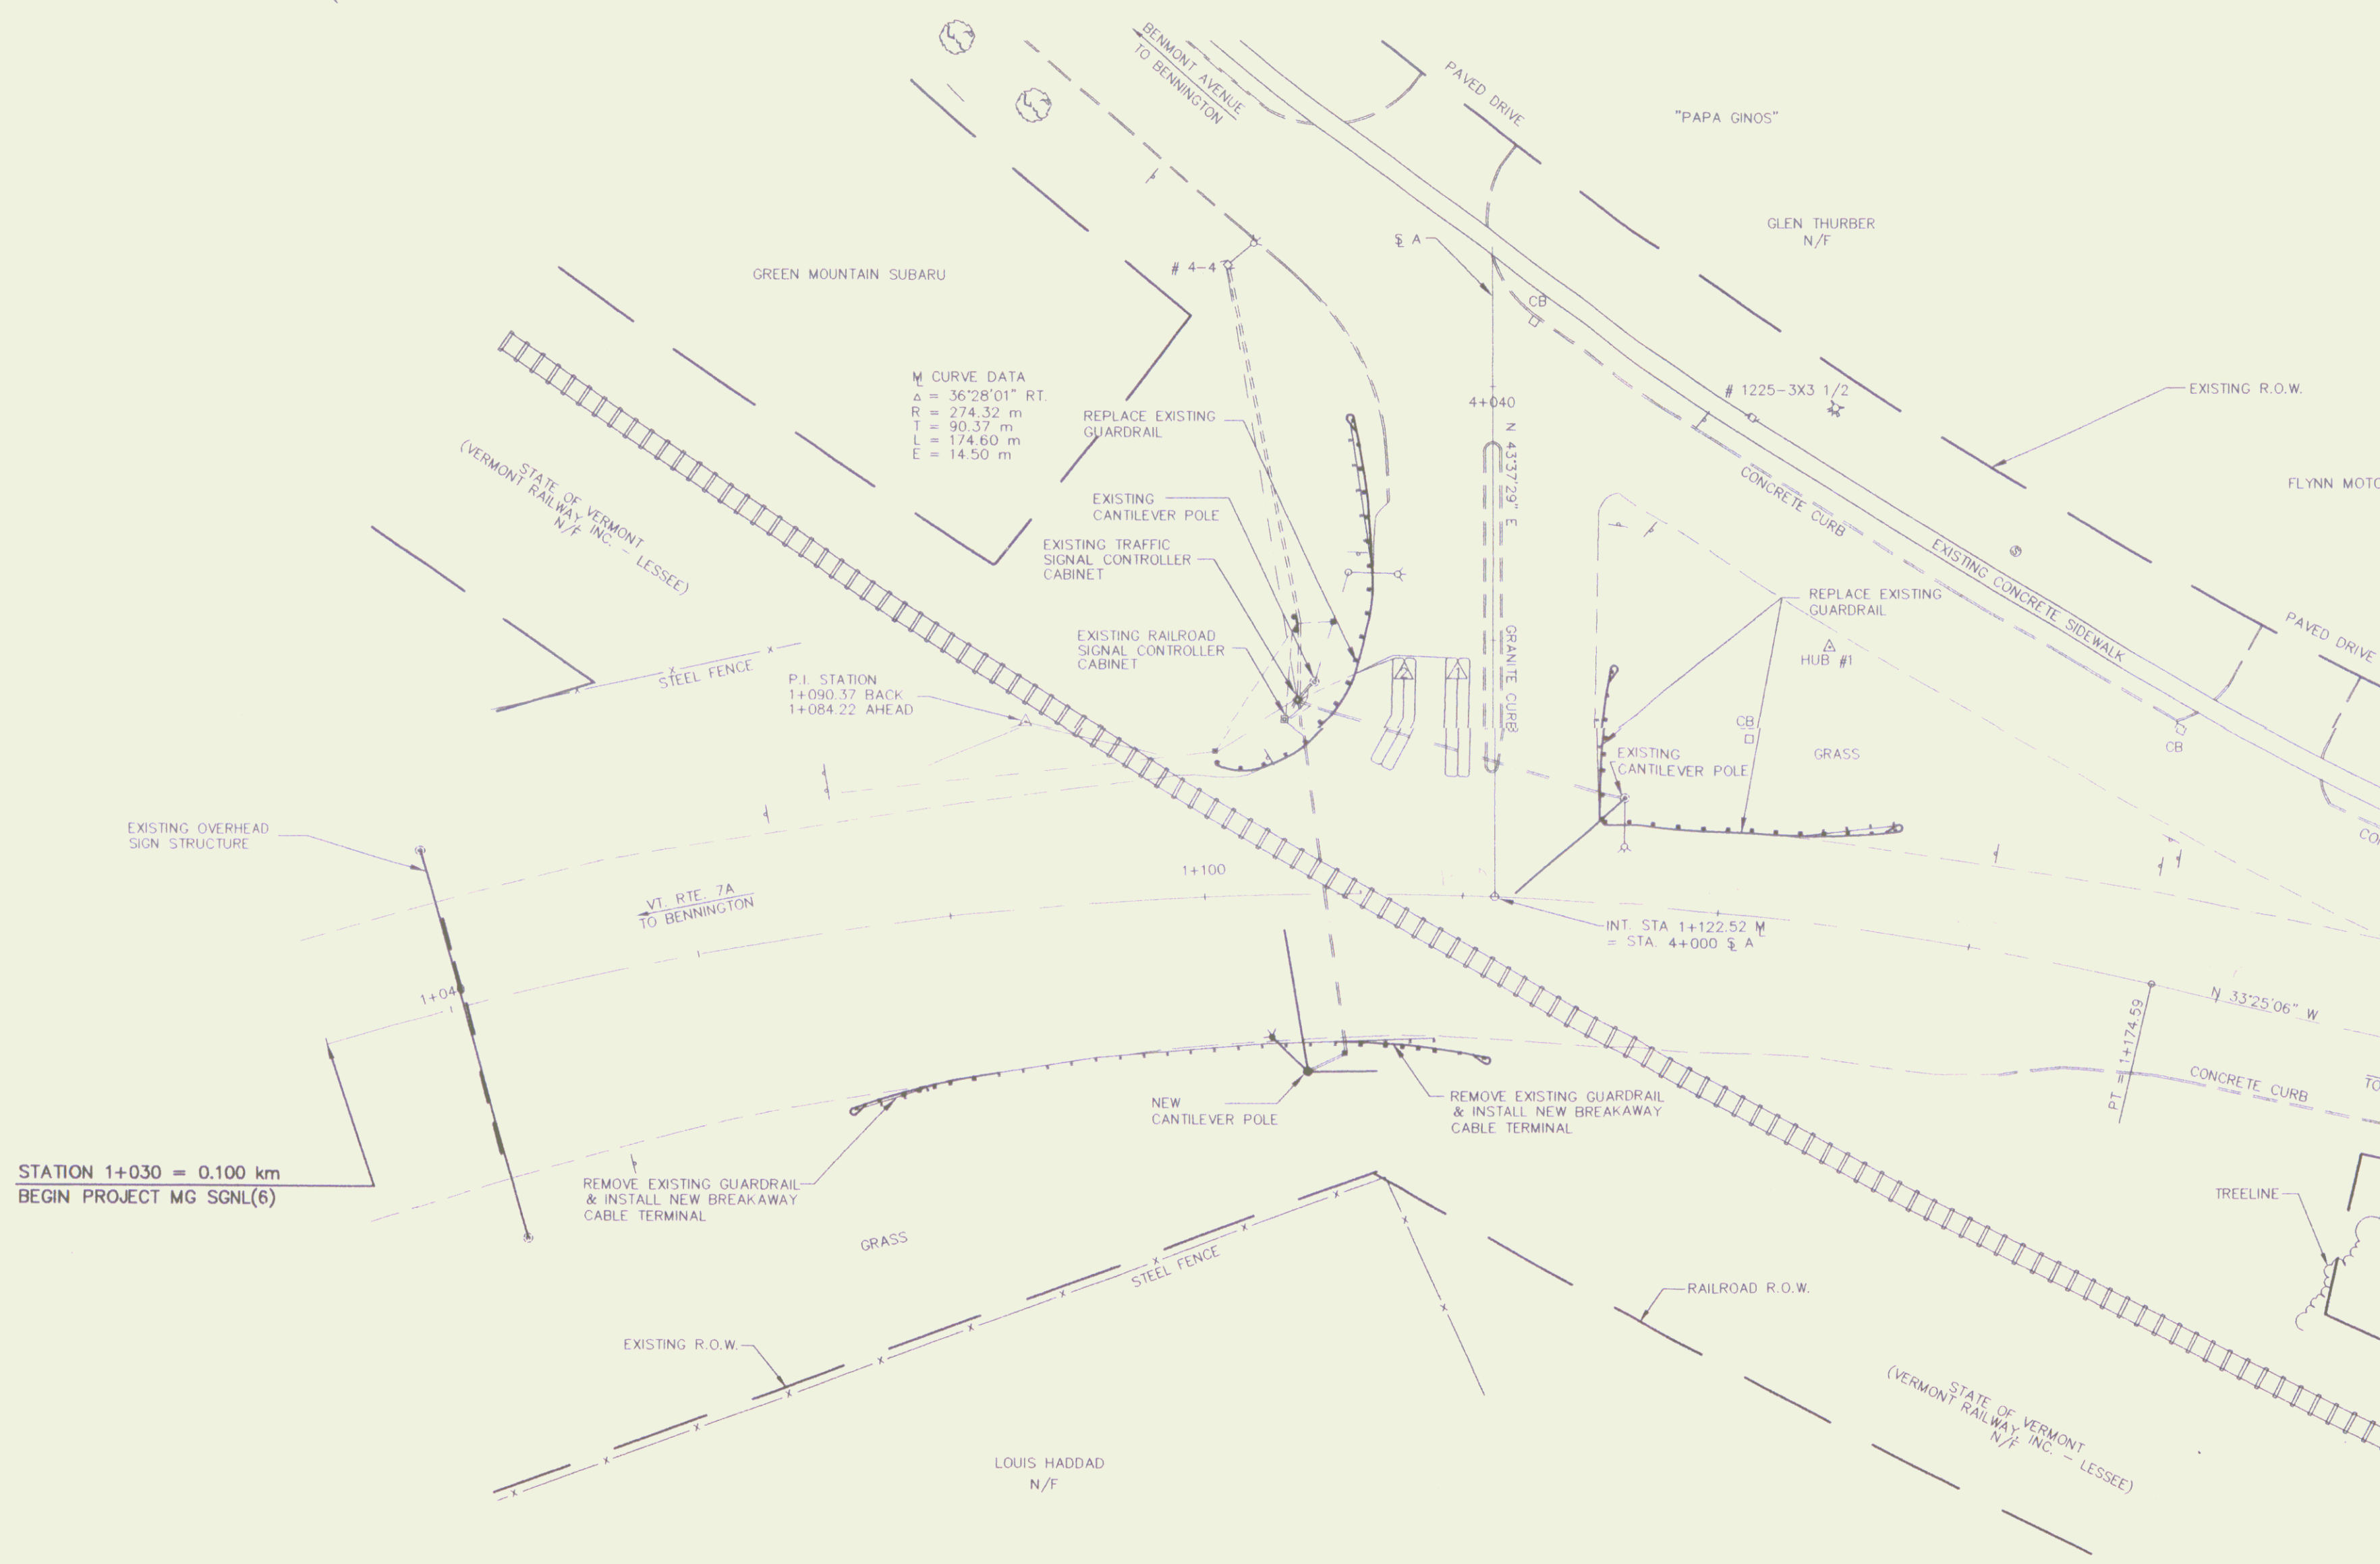 BENMONT AVENUE
TO BENNINGTON
PAVED DRIVE
"PAPA GINOS"
GLEN THURBER
N/F
℄ A
# 4-4
GREEN MOUNTAIN SUBARU
CB
M̱ CURVE DATA
Δ = 36°28'01" RT.
R = 274.32 m
T = 90.37 m
L = 174.60 m
E = 14.50 m
REPLACE EXISTING
GUARDRAIL
4+040
N 43°37'29" E
# 1225-3X3 1/2
EXISTING R.O.W.
STATE OF VERMONT
(VERMONT RAILWAY, INC. - LESSEE)
N/F
EXISTING
CANTILEVER POLE
CONCRETE CURB
FLYNN MOTO
EXISTING TRAFFIC
SIGNAL CONTROLLER
CABINET
EXISTING CONCRETE SIDEWALK
S
REPLACE EXISTING
GUARDRAIL
EXISTING RAILROAD
SIGNAL CONTROLLER
CABINET
GRANITE CURB
HUB #1
PAVED DRIVE
STEEL FENCE
P.I. STATION
1+090.37 BACK
1+084.22 AHEAD
CB
EXISTING
CANTILEVER POLE
GRASS
CB
EXISTING OVERHEAD
SIGN STRUCTURE
CO
1+100
VT. RTE. 7A
TO BENNINGTON
INT. STA 1+122.52 M̱
= STA. 4+000 ℄ A
1+04
N 33°25'06" W
PT = 1+174.59
CONCRETE CURB
TO
NEW
CANTILEVER POLE
REMOVE EXISTING GUARDRAIL
& INSTALL NEW BREAKAWAY
CABLE TERMINAL
STATION 1+030 = 0.100 km
BEGIN PROJECT MG SGNL(6)
REMOVE EXISTING GUARDRAIL
& INSTALL NEW BREAKAWAY
CABLE TERMINAL
TREELINE
GRASS
STEEL FENCE
RAILROAD R.O.W.
EXISTING R.O.W.
STATE OF VERMONT
(VERMONT RAILWAY, INC. - LESSEE)
N/F
LOUIS HADDAD
N/F